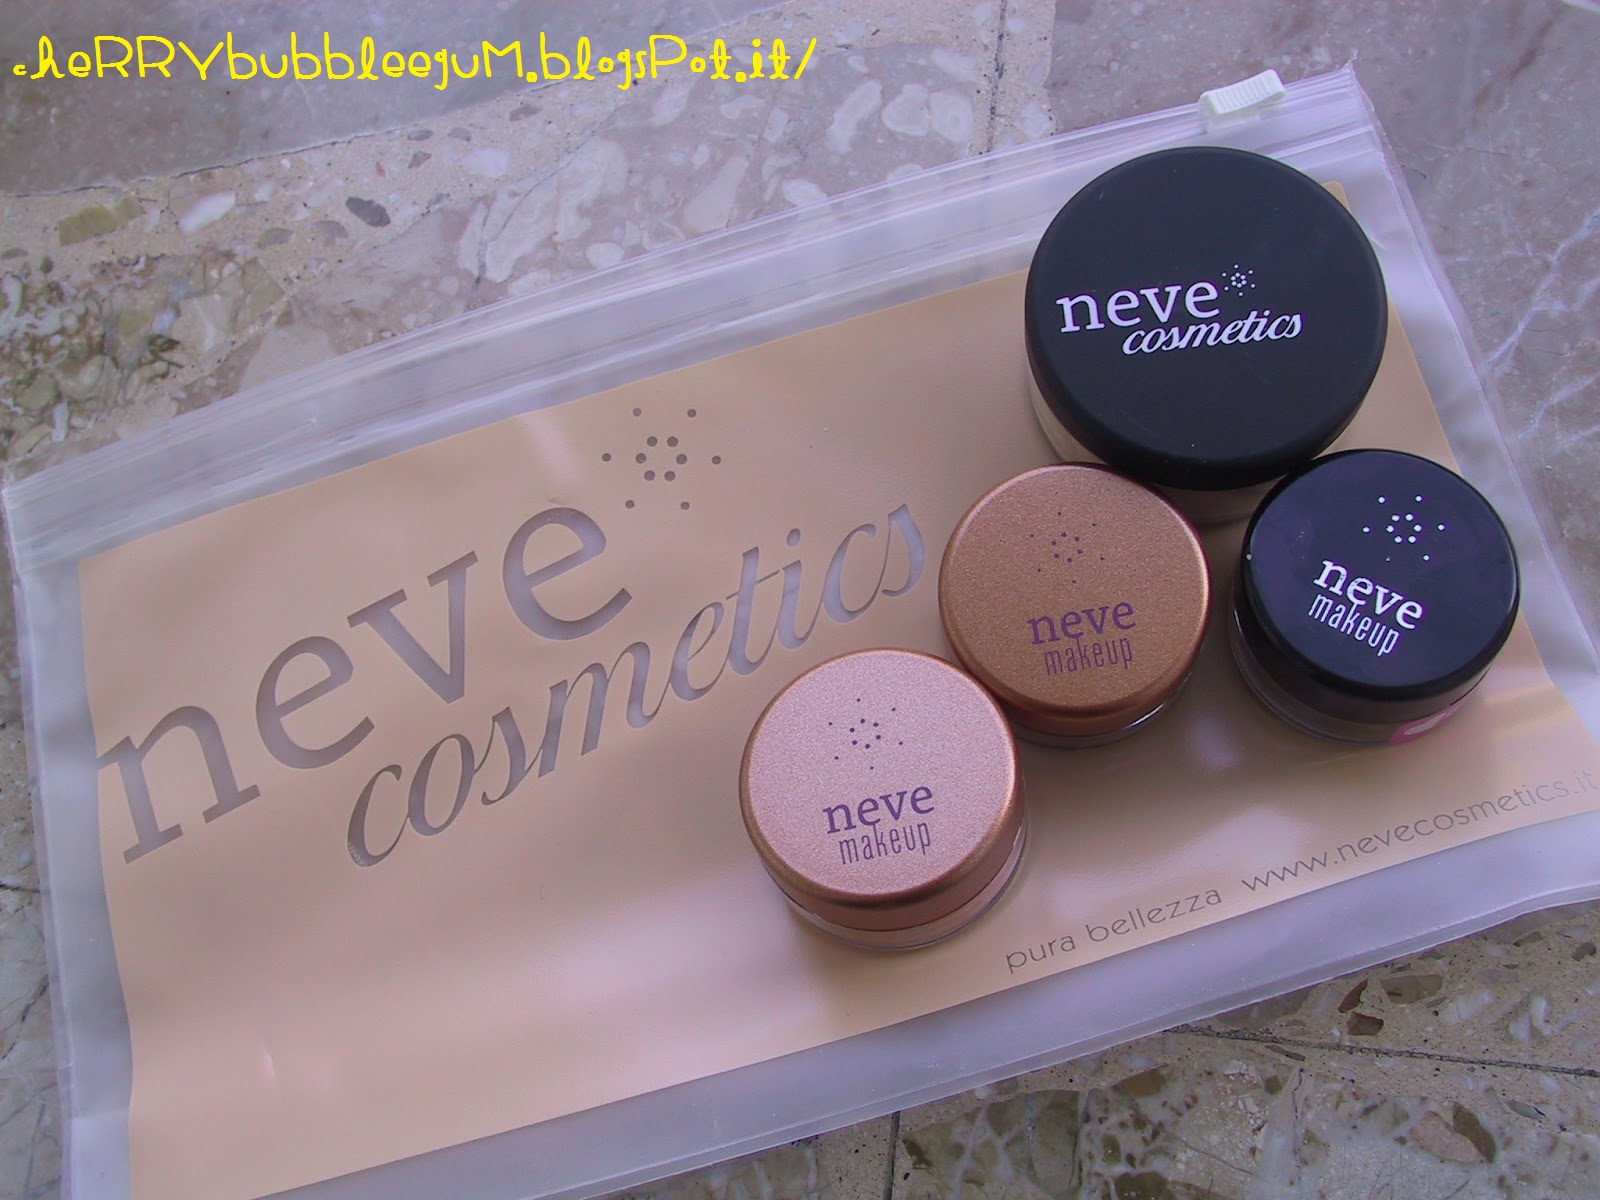 cheRRYbubbleeguM.blogsPot.it/
neve
cosmetics
neve
makeup
neve
makeup
neve
cosmetics
neve
makeup
pura bellezza www.nevecosmetics.it